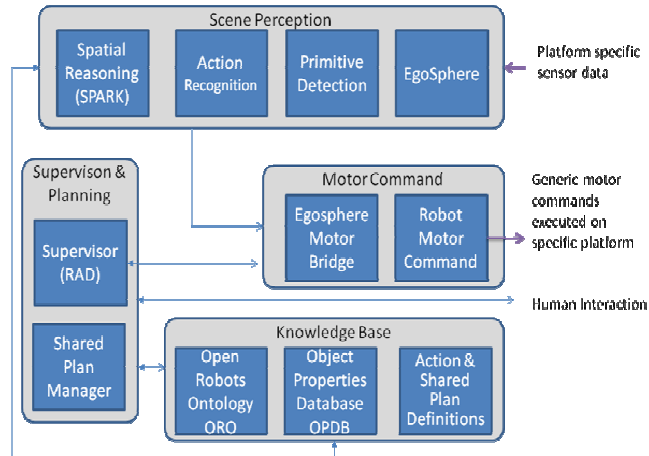 Scene Perception
Spatial
Reasoning
(SPARK)
Action
Recognition
Primitive
Detection
EgoSphere
Platform specific
sensor data
Supervison &
Planning
Supervisor
(RAD)
Shared
Plan
Manager
Motor Command
Egosphere
Motor
Bridge
Robot
Motor
Command
Generic motor
commands
executed on
specific platform
Human Interaction
Knowledge Base
Open
Robots
Ontology
ORO
Object
Properties
Database
OPDB
Action &
Shared
Plan
Definitions